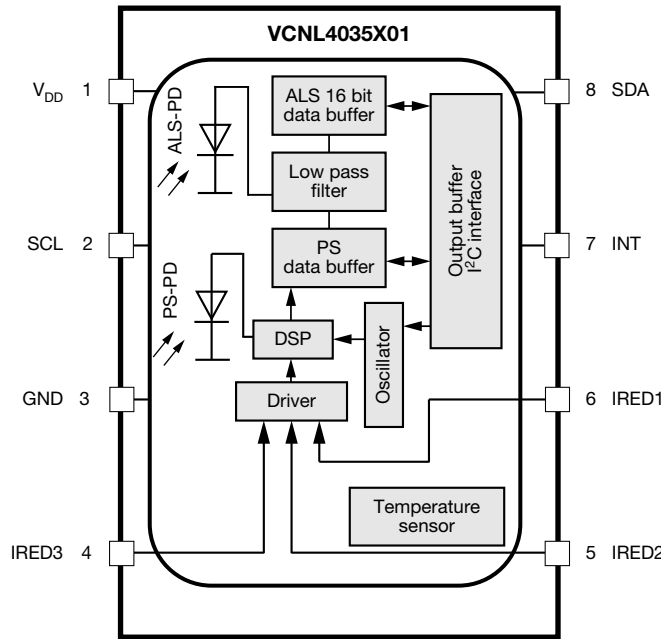 VCNL4035X01
VDD 1
8 SDA
ALS-PD
ALS 16 bit
data buffer
Low pass
filter
Output buffer
I²C interface
SCL 2
7 INT
PS
data buffer
PS-PD
DSP
Oscillator
GND 3
Driver
6 IRED1
Temperature
sensor
IRED3 4
5 IRED2